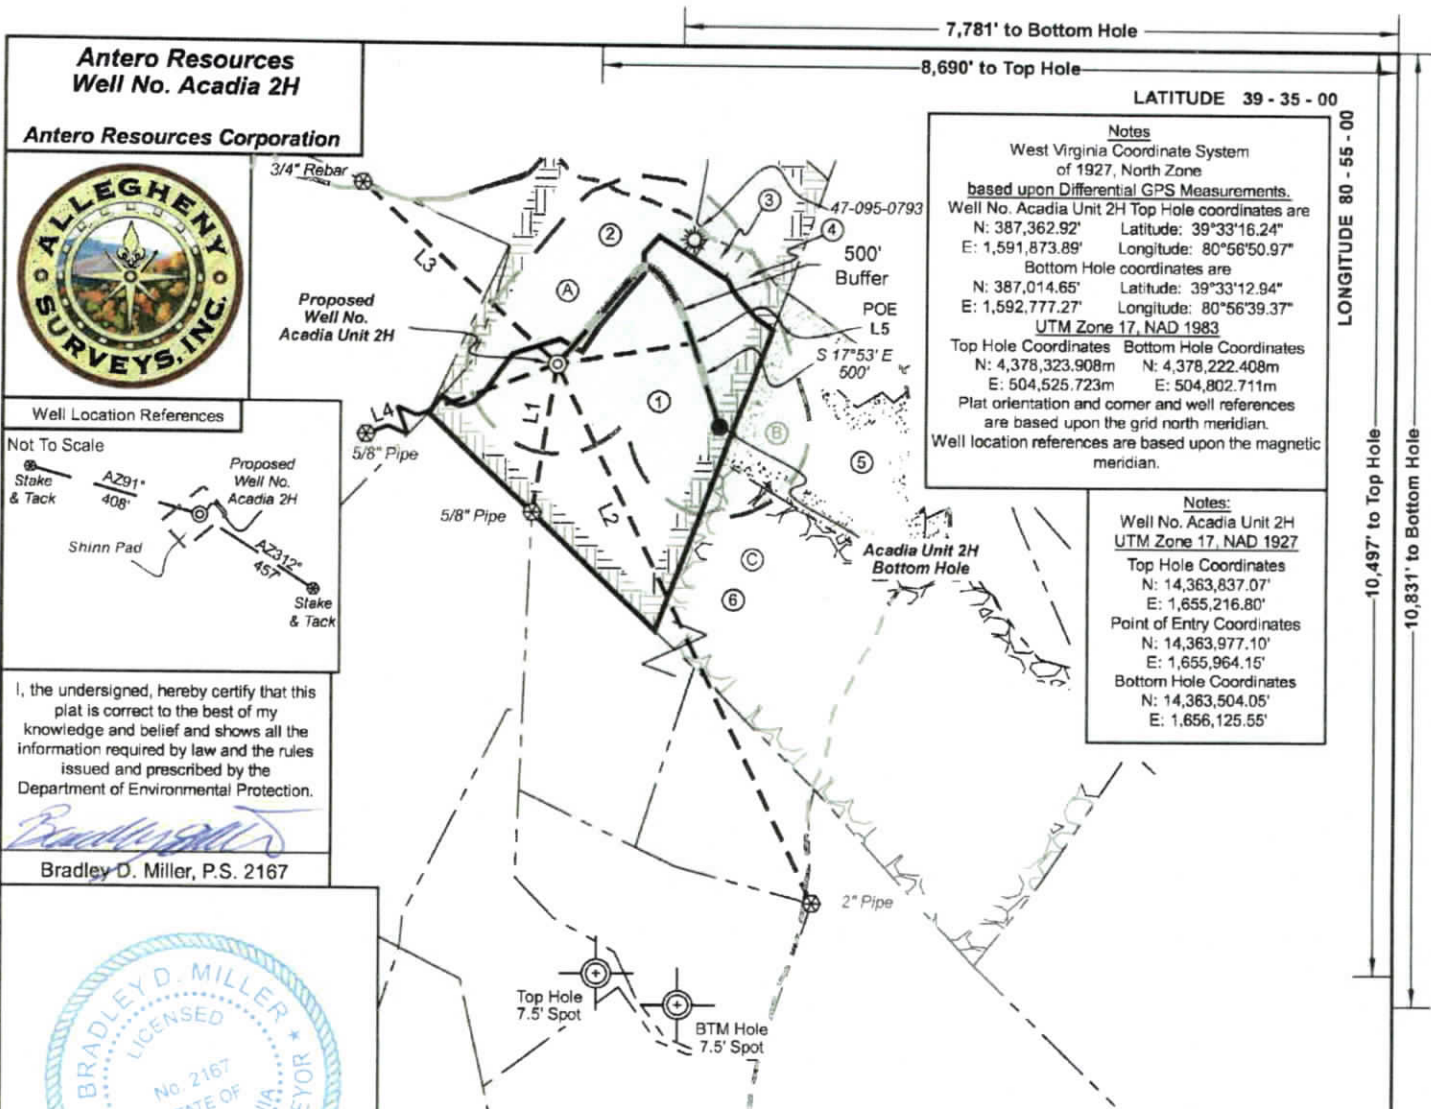 7,781' to Bottom Hole
8,690' to Top Hole
Antero Resources
Well No. Acadia 2H
Antero Resources Corporation
ALLEGHENY
SURVEYS, INC.
LATITUDE 39 - 35 - 00
LONGITUDE 80 - 55 - 00
10,497' to Top Hole
10,831' to Bottom Hole
Notes
West Virginia Coordinate System
of 1927, North Zone
based upon Differential GPS Measurements.
Well No. Acadia Unit 2H Top Hole coordinates are
N: 387,362.92' Latitude: 39°33'16.24"
E: 1,591,873.89' Longitude: 80°56'50.97"
Bottom Hole coordinates are
N: 387,014.65' Latitude: 39°33'12.94"
E: 1,592,777.27' Longitude: 80°56'39.37"
UTM Zone 17, NAD 1983
Top Hole Coordinates Bottom Hole Coordinates
N: 4,378,323.908m N: 4,378,222.408m
E: 504,525.723m E: 504,802.711m
Plat orientation and corner and well references
are based upon the grid north meridian.
Well location references are based upon the magnetic
meridian.
Notes:
Well No. Acadia Unit 2H
UTM Zone 17, NAD 1927
Top Hole Coordinates
N: 14,363,837.07'
E: 1,655,216.80'
Point of Entry Coordinates
N: 14,363,977.10'
E: 1,655,964.15'
Bottom Hole Coordinates
N: 14,363,504.05'
E: 1,656,125.55'
3/4" Rebar
L3
2
A
3
47-095-0793
4
500'
Buffer
POE
L5
S 17°53' E
500'
Proposed
Well No.
Acadia Unit 2H
L4
5/8" Pipe
L1
1
B
5
5/8" Pipe
L2
C
6
Acadia Unit 2H
Bottom Hole
2" Pipe
Top Hole
7.5' Spot
BTM Hole
7.5' Spot
Well Location References
Not To Scale
Stake
& Tack
AZ91°
408'
Proposed
Well No.
Acadia 2H
Shinn Pad
AZ312°
457'
Stake
& Tack
I, the undersigned, hereby certify that this
plat is correct to the best of my
knowledge and belief and shows all the
information required by law and the rules
issued and prescribed by the
Department of Environmental Protection.
Bradley D. Miller, P.S. 2167
BRADLEY D. MILLER
LICENSED
No. 2167